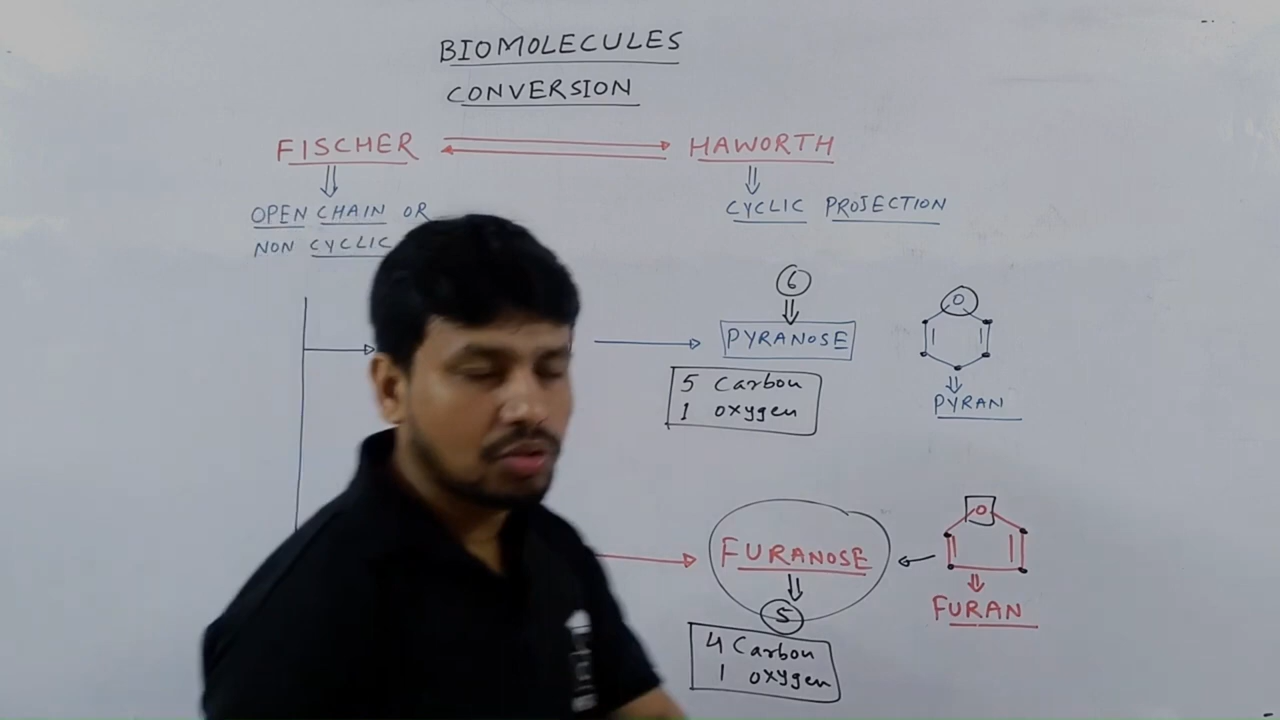 BIOMOLECULES
CONVERSION
FISCHER
HAWORTH
OPEN CHAIN OR
NON CYCLIC
CYCLIC PROJECTION
6
PYRANOSE
5 Carbon
1 oxygen
O
PYRAN
FURANOSE
5
4 Carbon
1 oxygen
O
FURAN